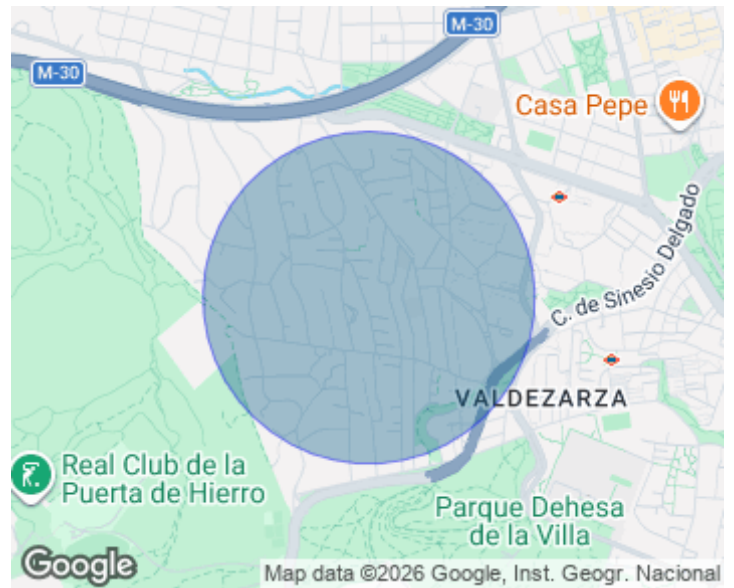 M-30
M-30
Casa Pepe
C. de Sinesio Delgado
VALDEZARZA
Real Club de la
Puerta de Hierro
Parque Dehesa
de la Villa
Google
Map data ©2026 Google, Inst. Geogr. Nacional